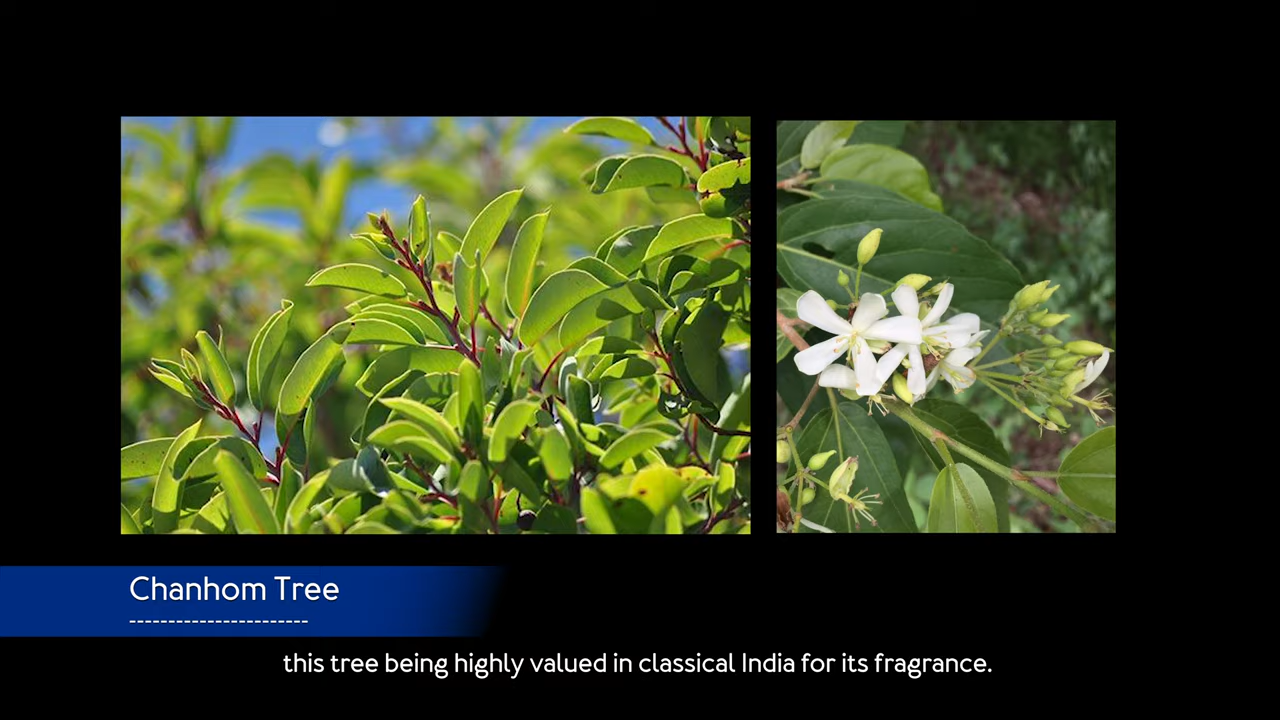 Chanhom Tree
-----------------------
this tree being highly valued in classical India for its fragrance.